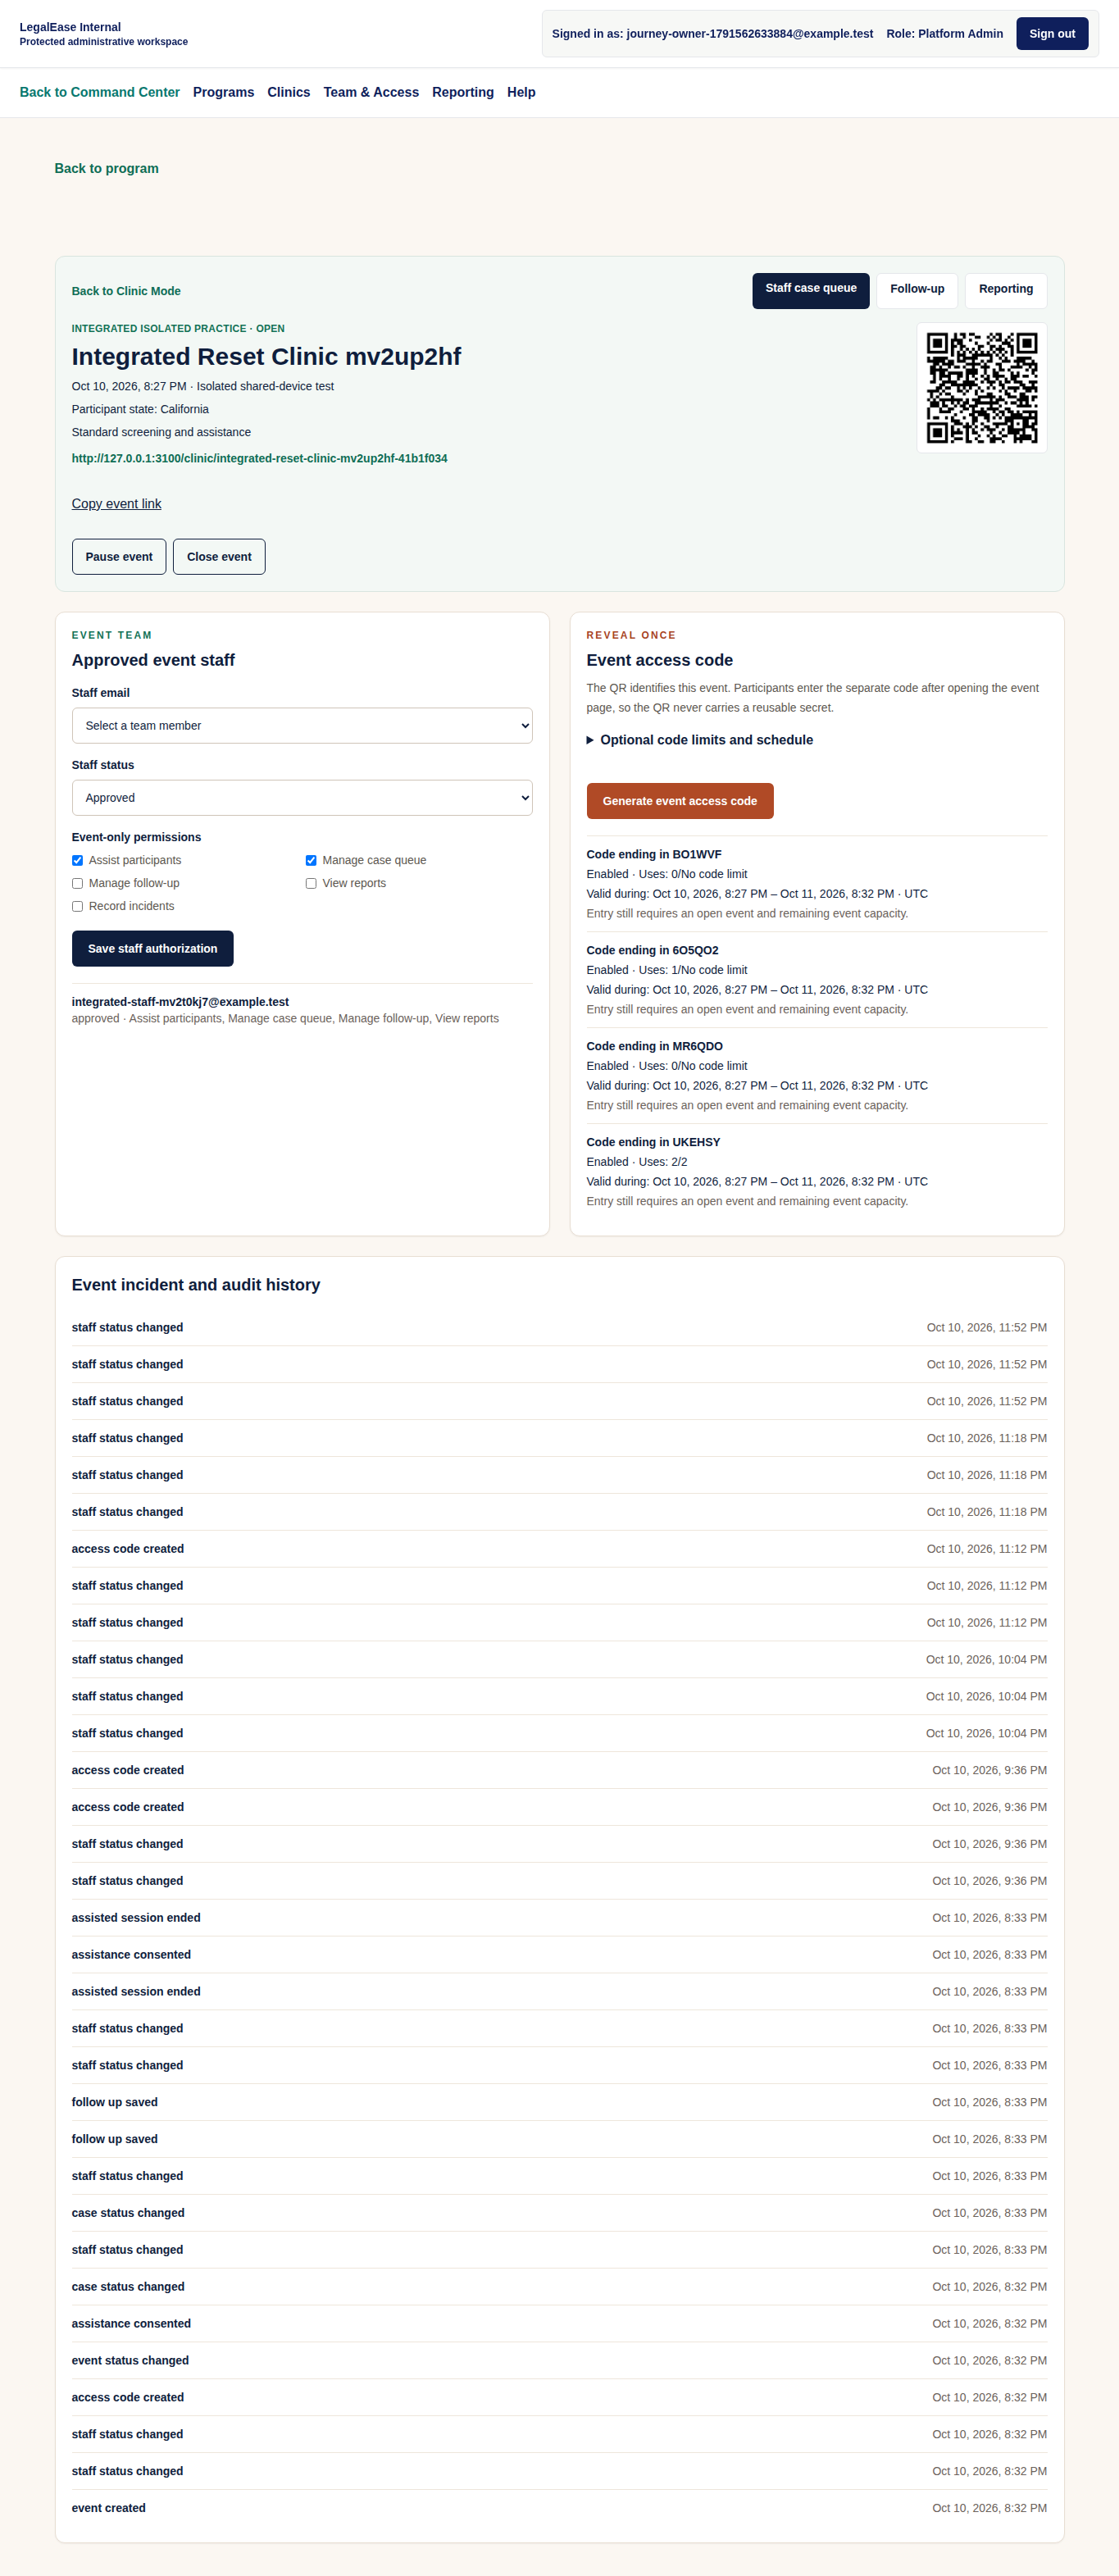 LegalEase Internal
Protected administrative workspace
Signed in as: journey-owner-1791562633884@example.test Role: Platform Admin Sign out
Back to Command Center Programs Clinics Team & Access Reporting Help
Back to program
Back to Clinic Mode
Staff case queue Follow-up Reporting
INTEGRATED ISOLATED PRACTICE · OPEN
Integrated Reset Clinic mv2up2hf
Oct 10, 2026, 8:27 PM · Isolated shared-device test
Participant state: California
Standard screening and assistance
http://127.0.0.1:3100/clinic/integrated-reset-clinic-mv2up2hf-41b1f034
Copy event link
Pause event Close event
EVENT TEAM
Approved event staff
Staff email
Select a team member
Staff status
Approved
Event-only permissions
Assist participants Manage case queue
Manage follow-up View reports
Record incidents
Save staff authorization
integrated-staff-mv2t0kj7@example.test
approved · Assist participants, Manage case queue, Manage follow-up, View reports
REVEAL ONCE
Event access code
The QR identifies this event. Participants enter the separate code after opening the event
page, so the QR never carries a reusable secret.
Optional code limits and schedule
Generate event access code
Code ending in BO1WVF
Enabled · Uses: 0/No code limit
Valid during: Oct 10, 2026, 8:27 PM – Oct 11, 2026, 8:32 PM · UTC
Entry still requires an open event and remaining event capacity.
Code ending in 6O5QO2
Enabled · Uses: 1/No code limit
Valid during: Oct 10, 2026, 8:27 PM – Oct 11, 2026, 8:32 PM · UTC
Entry still requires an open event and remaining event capacity.
Code ending in MR6QDO
Enabled · Uses: 0/No code limit
Valid during: Oct 10, 2026, 8:27 PM – Oct 11, 2026, 8:32 PM · UTC
Entry still requires an open event and remaining event capacity.
Code ending in UKEHSY
Enabled · Uses: 2/2
Valid during: Oct 10, 2026, 8:27 PM – Oct 11, 2026, 8:32 PM · UTC
Entry still requires an open event and remaining event capacity.
Event incident and audit history
staff status changed Oct 10, 2026, 11:52 PM
staff status changed Oct 10, 2026, 11:52 PM
staff status changed Oct 10, 2026, 11:52 PM
staff status changed Oct 10, 2026, 11:18 PM
staff status changed Oct 10, 2026, 11:18 PM
staff status changed Oct 10, 2026, 11:18 PM
access code created Oct 10, 2026, 11:12 PM
staff status changed Oct 10, 2026, 11:12 PM
staff status changed Oct 10, 2026, 11:12 PM
staff status changed Oct 10, 2026, 10:04 PM
staff status changed Oct 10, 2026, 10:04 PM
staff status changed Oct 10, 2026, 10:04 PM
access code created Oct 10, 2026, 9:36 PM
access code created Oct 10, 2026, 9:36 PM
staff status changed Oct 10, 2026, 9:36 PM
staff status changed Oct 10, 2026, 9:36 PM
assisted session ended Oct 10, 2026, 8:33 PM
assistance consented Oct 10, 2026, 8:33 PM
assisted session ended Oct 10, 2026, 8:33 PM
staff status changed Oct 10, 2026, 8:33 PM
staff status changed Oct 10, 2026, 8:33 PM
follow up saved Oct 10, 2026, 8:33 PM
follow up saved Oct 10, 2026, 8:33 PM
staff status changed Oct 10, 2026, 8:33 PM
case status changed Oct 10, 2026, 8:33 PM
staff status changed Oct 10, 2026, 8:33 PM
case status changed Oct 10, 2026, 8:32 PM
assistance consented Oct 10, 2026, 8:32 PM
event status changed Oct 10, 2026, 8:32 PM
access code created Oct 10, 2026, 8:32 PM
staff status changed Oct 10, 2026, 8:32 PM
staff status changed Oct 10, 2026, 8:32 PM
event created Oct 10, 2026, 8:32 PM